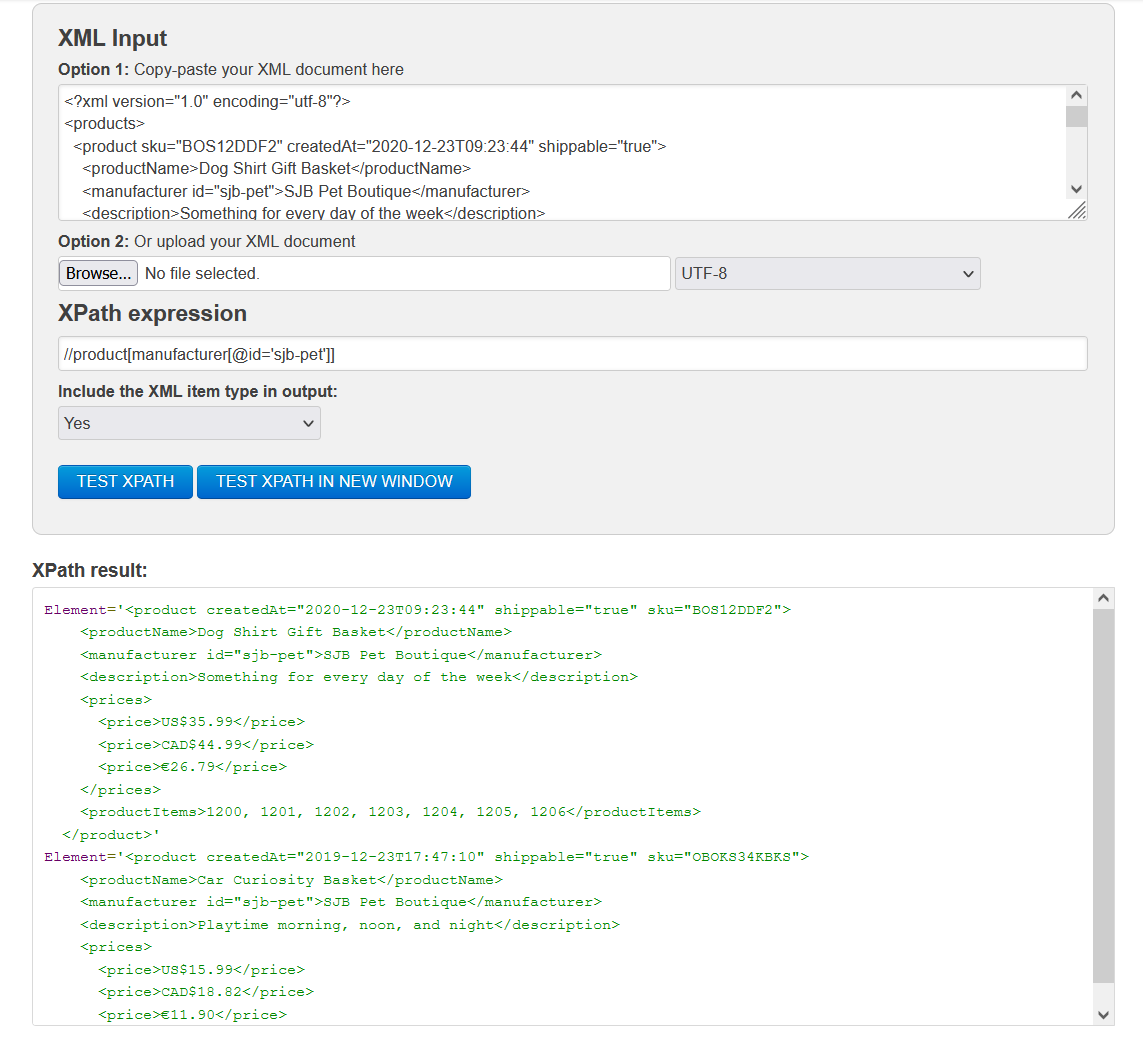 XML Input
Option 1: Copy-paste your XML document here
<?xml version="1.0" encoding="utf-8"?>
<products>
  <product sku="BOS12DDF2" createdAt="2020-12-23T09:23:44" shippable="true">
    <productName>Dog Shirt Gift Basket</productName>
    <manufacturer id="sjb-pet">SJB Pet Boutique</manufacturer>
    <description>Something for every day of the week</description>
Option 2: Or upload your XML document
Browse... No file selected. UTF-8
XPath expression
//product[manufacturer[@id='sjb-pet']]
Include the XML item type in output:
Yes
TEST XPATH TEST XPATH IN NEW WINDOW
XPath result:
Element='<product createdAt="2020-12-23T09:23:44" shippable="true" sku="BOS12DDF2">
    <productName>Dog Shirt Gift Basket</productName>
    <manufacturer id="sjb-pet">SJB Pet Boutique</manufacturer>
    <description>Something for every day of the week</description>
    <prices>
      <price>US$35.99</price>
      <price>CAD$44.99</price>
      <price>€26.79</price>
    </prices>
    <productItems>1200, 1201, 1202, 1203, 1204, 1205, 1206</productItems>
  </product>'
Element='<product createdAt="2019-12-23T17:47:10" shippable="true" sku="OBOKS34KBKS">
    <productName>Car Curiosity Basket</productName>
    <manufacturer id="sjb-pet">SJB Pet Boutique</manufacturer>
    <description>Playtime morning, noon, and night</description>
    <prices>
      <price>US$15.99</price>
      <price>CAD$18.82</price>
      <price>€11.90</price>